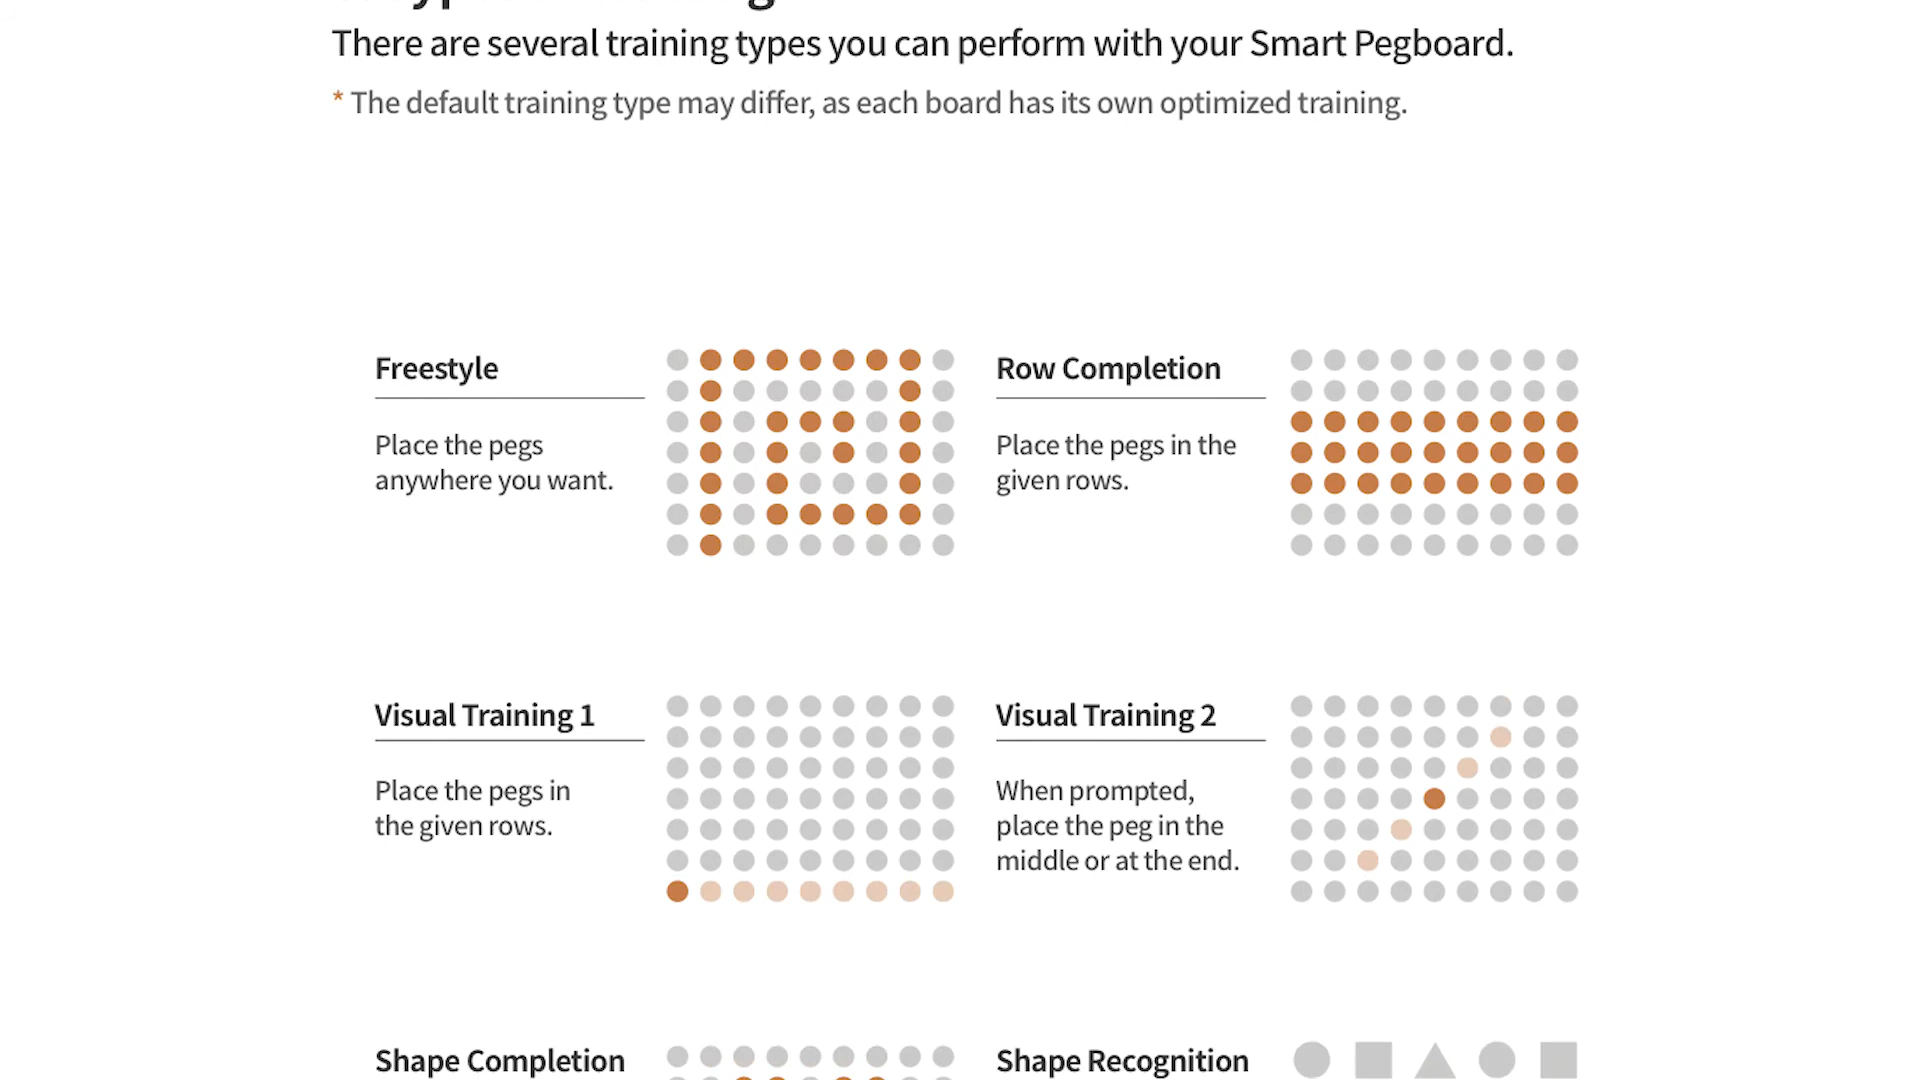 There are several training types you can perform with your Smart Pegboard.
* The default training type may differ, as each board has its own optimized training.
Freestyle
Place the pegs
anywhere you want.
Row Completion
Place the pegs in the
given rows.
Visual Training 1
Place the pegs in
the given rows.
Visual Training 2
When prompted,
place the peg in the
middle or at the end.
Shape Completion
Shape Recognition